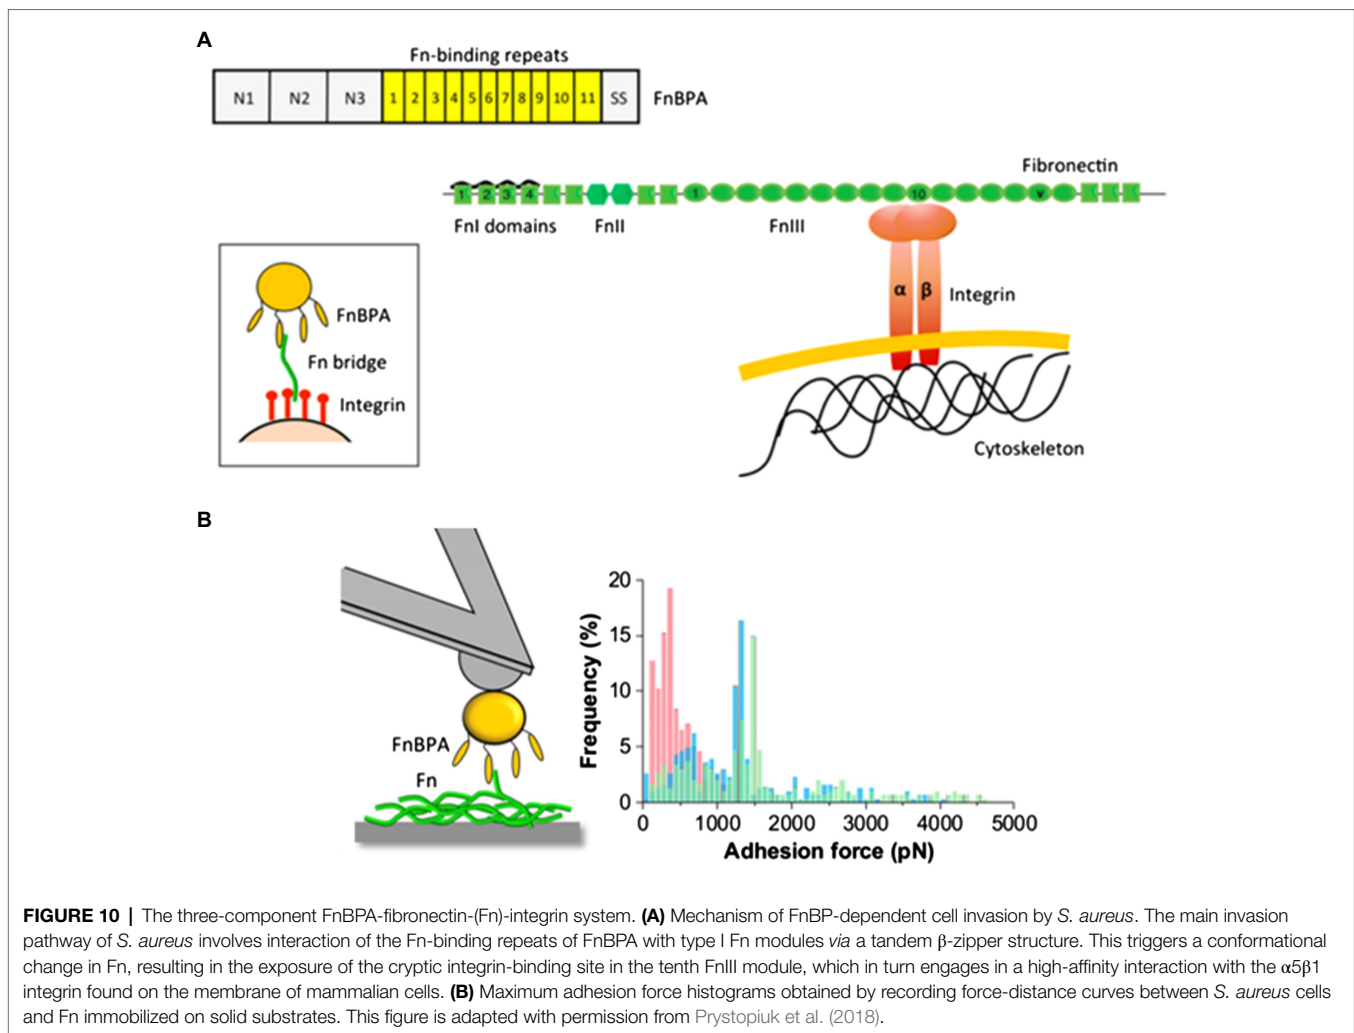 A
Fn-binding repeats
N1 N2 N3 1 2 3 4 5 6 7 8 9 10 11 SS FnBPA
Fibronectin
1 2 3 4 1 10 v
FnI domains FnII FnIII
α β Integrin
FnBPA
Fn bridge
Integrin
Cytoskeleton
B
FnBPA
Fn
Frequency (%)
20
15
10
5
0
0 1000 2000 3000 4000 5000
Adhesion force (pN)
FIGURE 10 | The three-component FnBPA-fibronectin-(Fn)-integrin system. (A) Mechanism of FnBP-dependent cell invasion by S. aureus. The main invasion
pathway of S. aureus involves interaction of the Fn-binding repeats of FnBPA with type I Fn modules via a tandem β-zipper structure. This triggers a conformational
change in Fn, resulting in the exposure of the cryptic integrin-binding site in the tenth FnIII module, which in turn engages in a high-affinity interaction with the α5β1
integrin found on the membrane of mammalian cells. (B) Maximum adhesion force histograms obtained by recording force-distance curves between S. aureus cells
and Fn immobilized on solid substrates. This figure is adapted with permission from Prystopiuk et al. (2018).